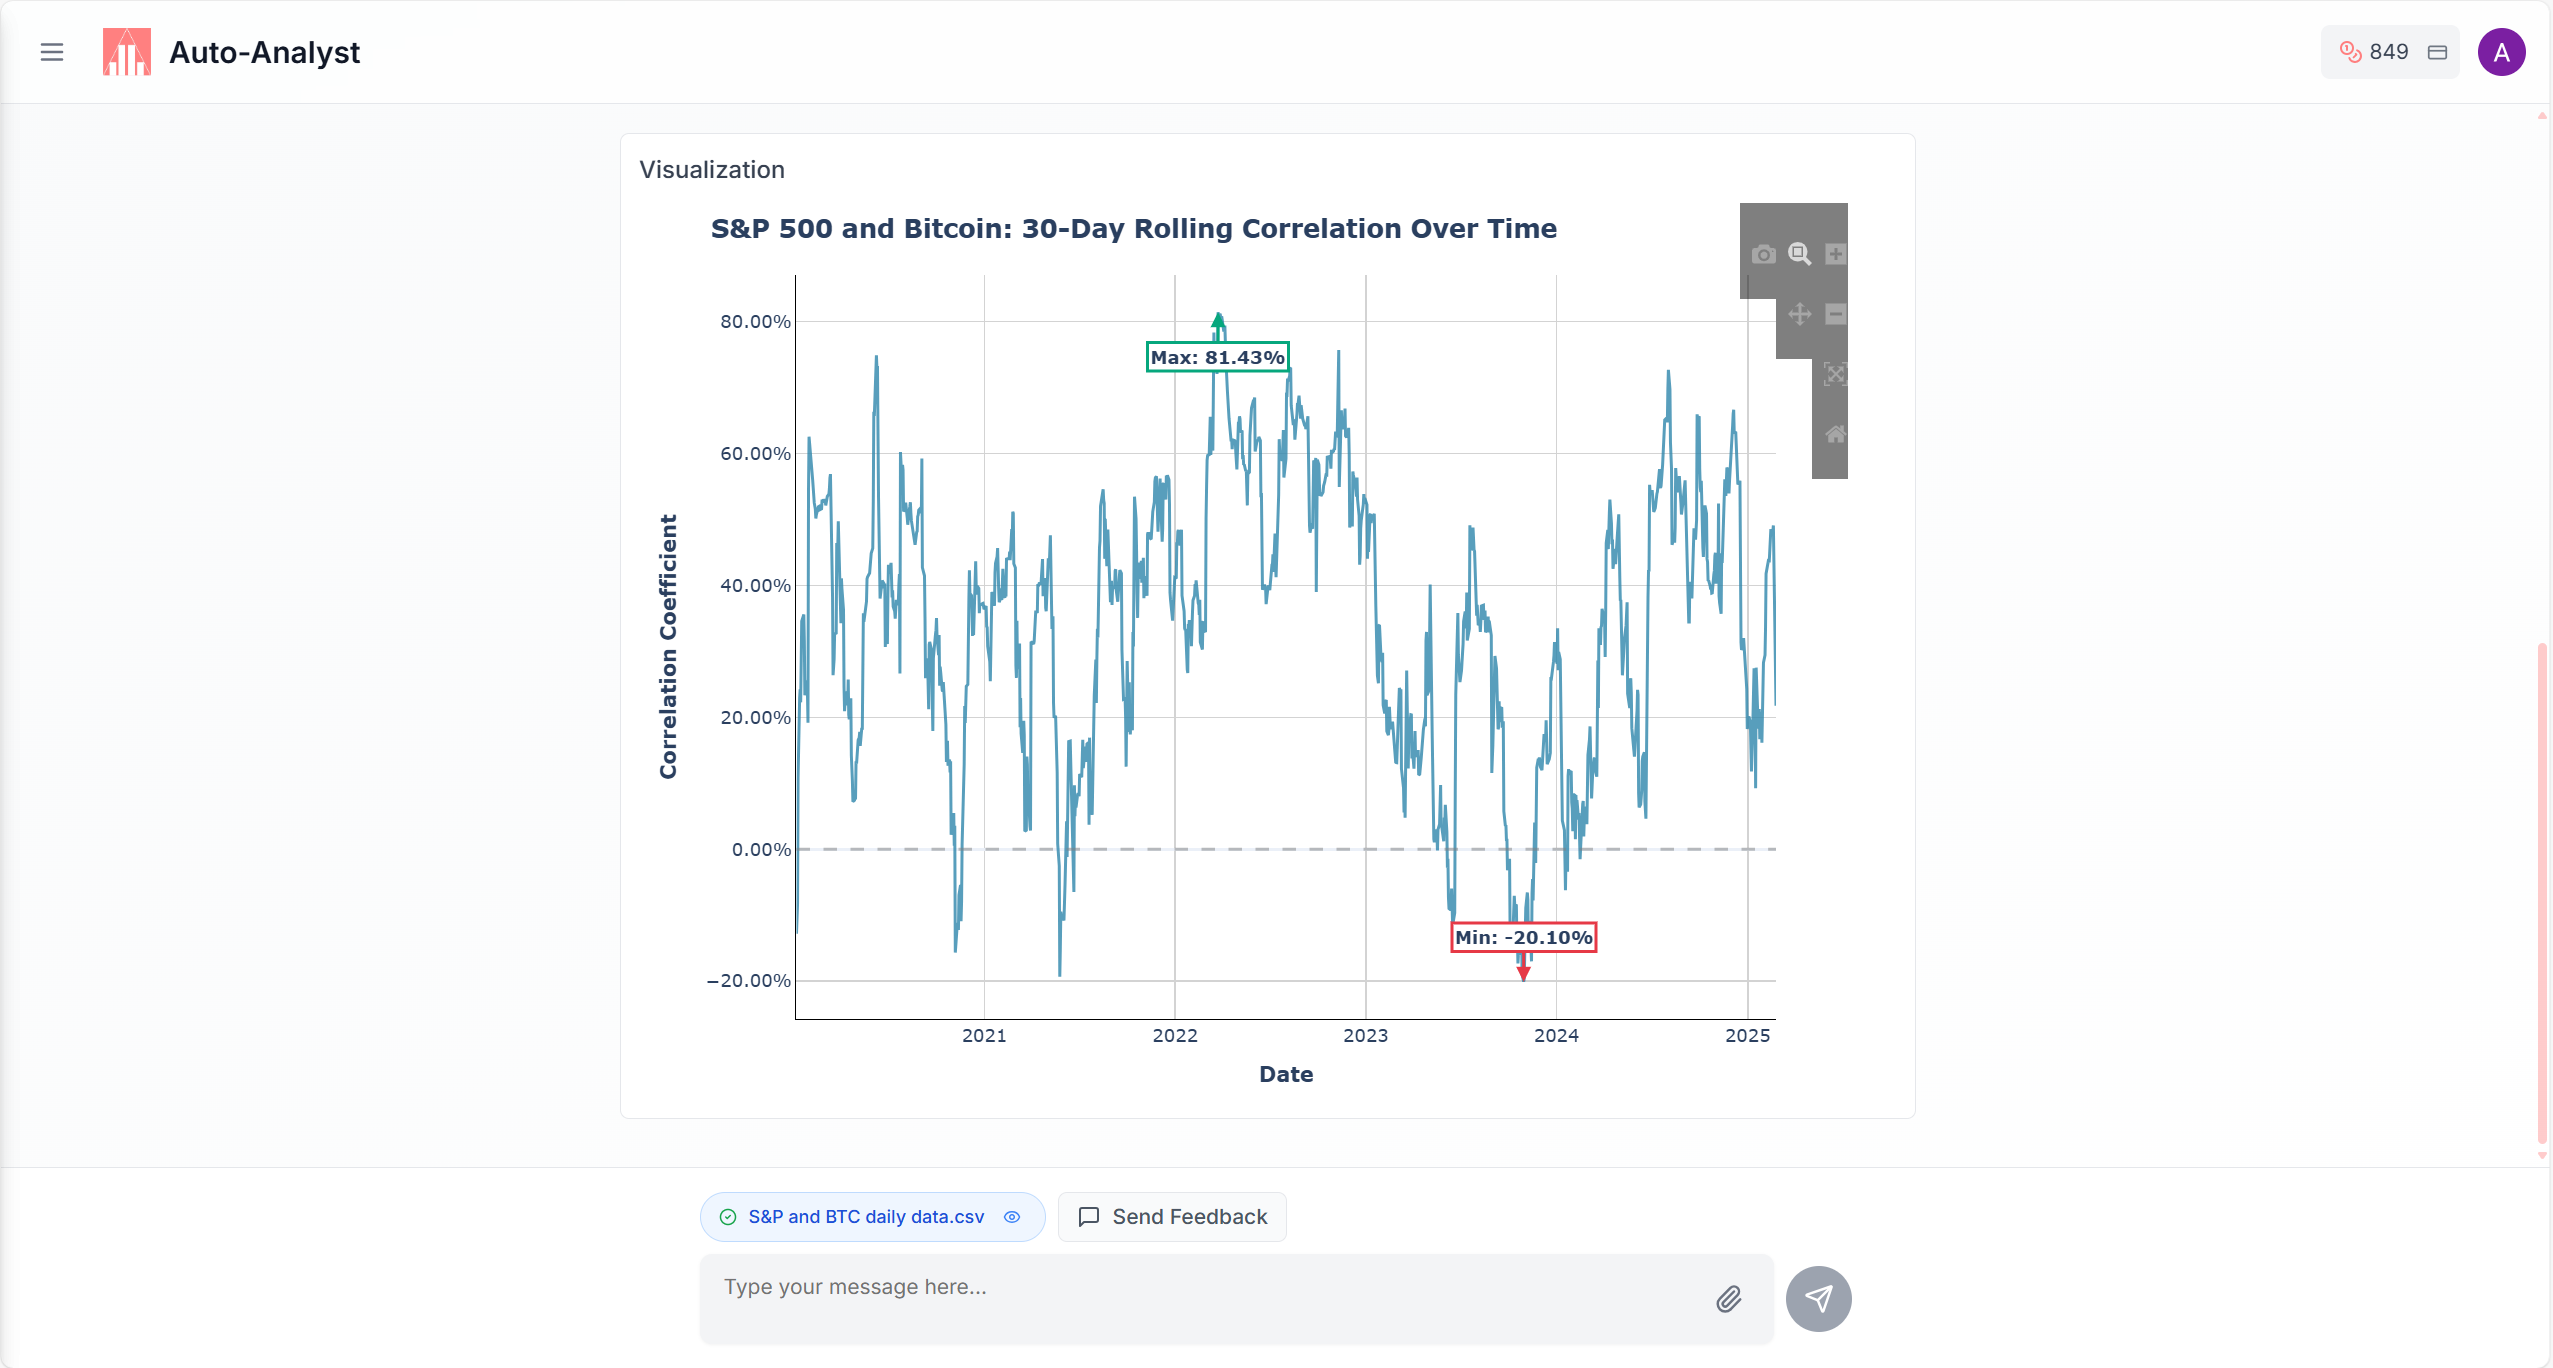 Auto-Analyst
849
A
Visualization
S&P 500 and Bitcoin: 30-Day Rolling Correlation Over Time
80.00%
60.00%
40.00%
20.00%
0.00%
−20.00%
Correlation Coefficient
Max: 81.43%
Min: -20.10%
2021
2022
2023
2024
2025
Date
S&P and BTC daily data.csv
Send Feedback
Type your message here...